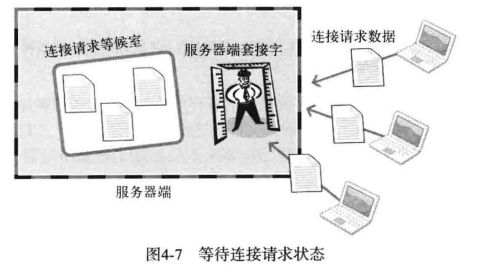 连接请求等候室
服务器端套接字
连接请求数据
服务器端
图4-7 等待连接请求状态